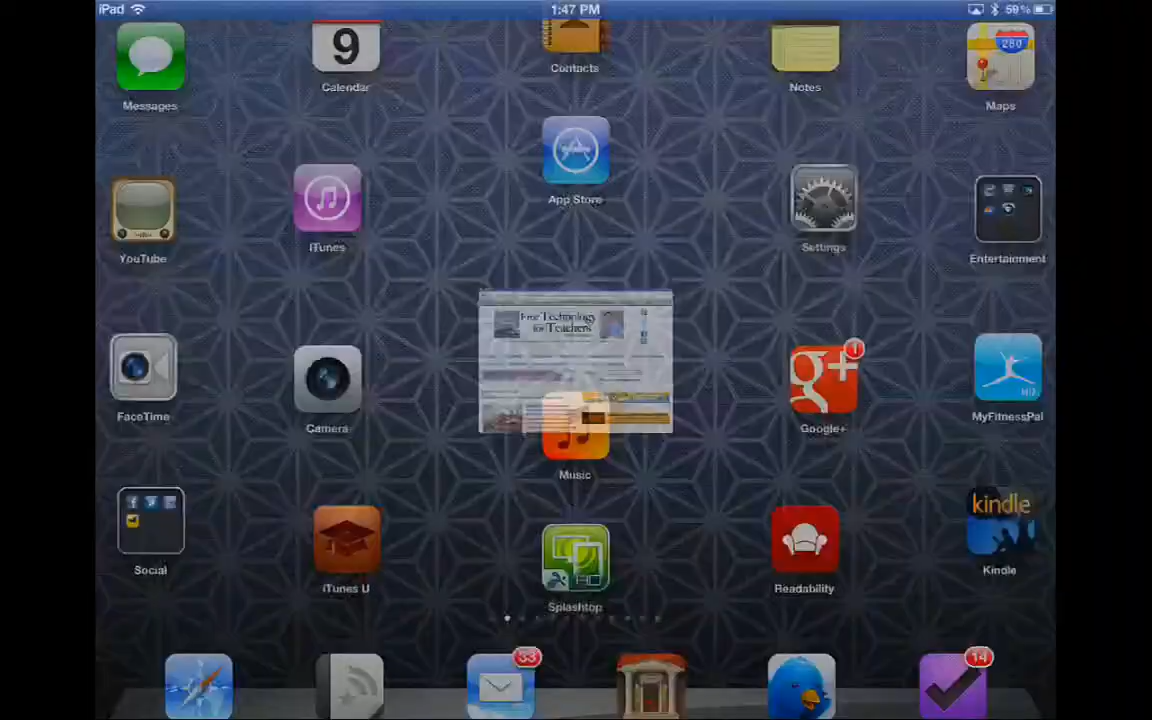 iPad 1:47 PM 59%
9
280
Messages Calendar Contacts Notes Maps
App Store
YouTube iTunes Settings Entertainment
Free Technology
for Teachers
g+ 1
HD
FaceTime Camera Google+ MyFitnessPal
Music
kindle
HD
Social iTunes U Splashtop Readability Kindle
33 14